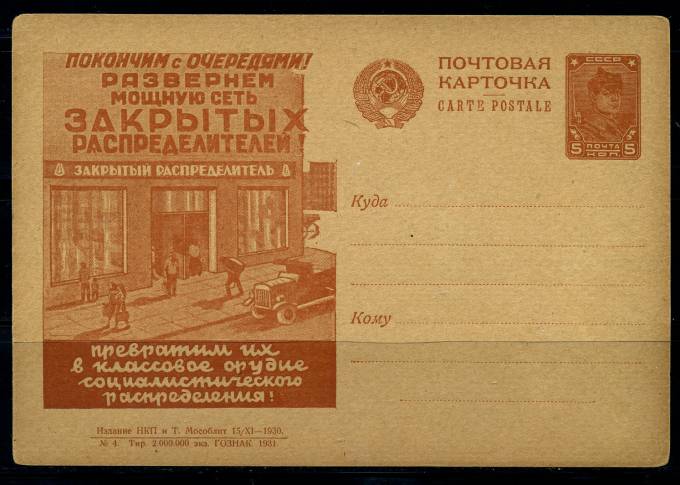 ПОКОНЧИМ с ОЧЕРЕДЯМИ!
РАЗВЕРНЕМ
МОЩНУЮ СЕТЬ
ЗАКРЫТЫХ
РАСПРЕДЕЛИТЕЛЕЙ!
ЗАКРЫТЫЙ РАСПРЕДЕЛИТЕЛЬ
превратим их
в классовое орудие
социалистического
распределения!
Издание НКП и Т. Мособлит 15/XI—1930.
№ 4. Тир. 2.000.000 экз. ГОЗНАК 1931.
ПОЧТОВАЯ
КАРТОЧКА
CARTE POSTALE
СССР
5 ПОЧТА 5
КОП.
Куда
Кому